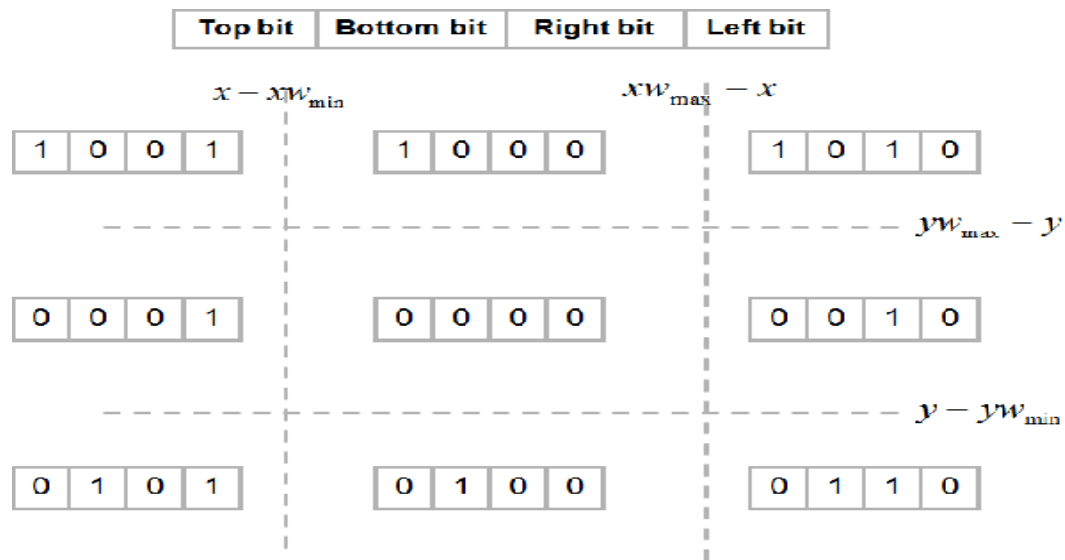 Top bit Bottom bit Right bit Left bit
x − xw_min xw_max − x
1 0 0 1 1 0 0 0 1 0 1 0
yw_max − y
0 0 0 1 0 0 0 0 0 0 1 0
y − yw_min
0 1 0 1 0 1 0 0 0 1 1 0